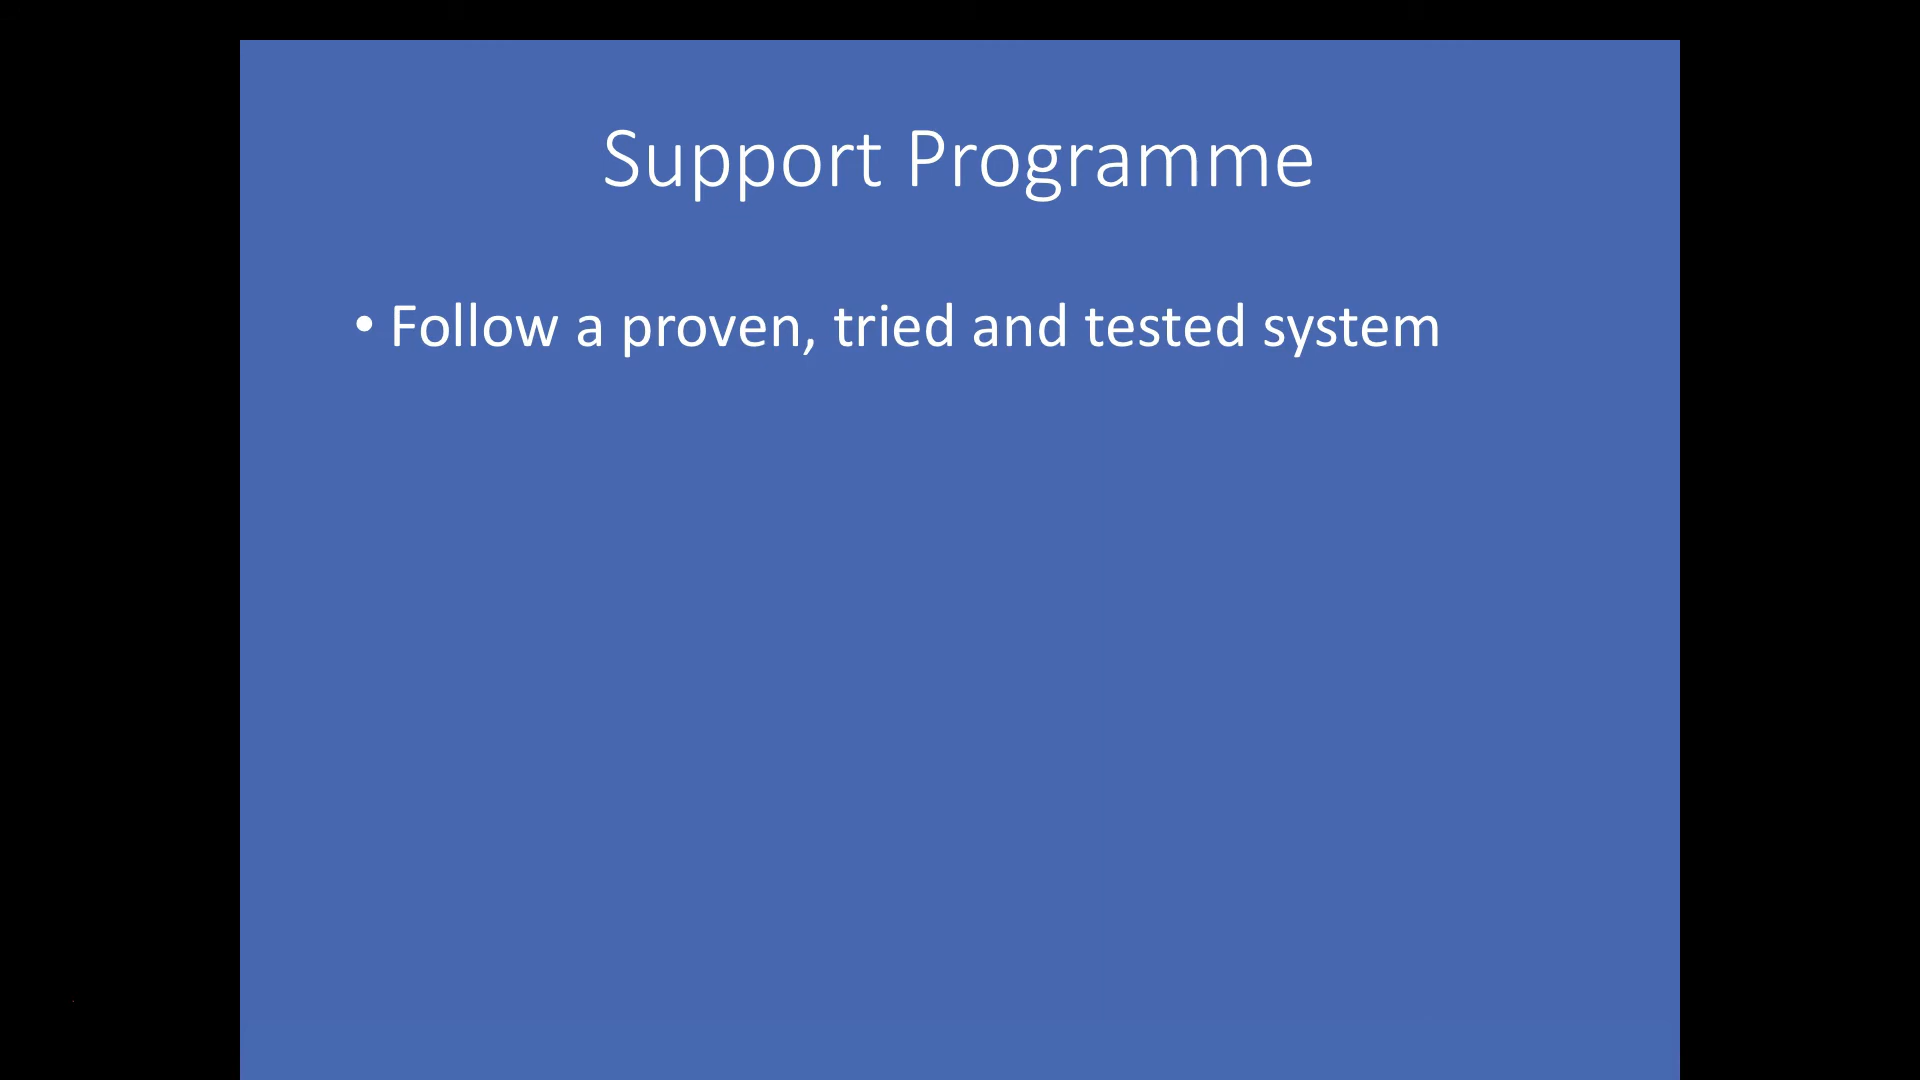 Support Programme
• Follow a proven, tried and tested system